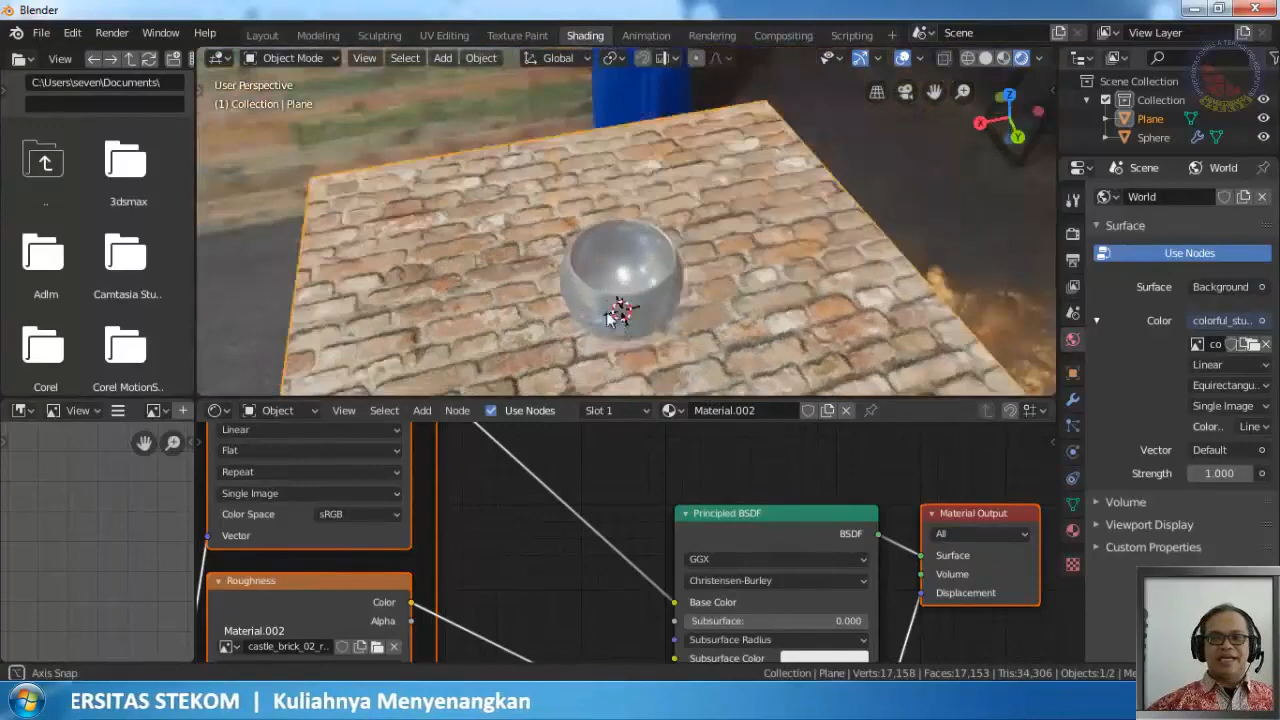 Blender
File Edit Render Window Help
Layout Modeling Sculpting UV Editing Texture Paint Shading Animation Rendering Compositing Scripting
Scene
View Layer
View
Object Mode View Select Add Object
Global
C:\Users\seven\Documents\
..
3dsmax
Adlm
Camtasia Stu..
Corel
Corel MotionS..
User Perspective
(1) Collection | Plane
X
Y
Z
Scene Collection
Collection
Plane
Sphere
Scene World
World
Surface
Use Nodes
Surface Background
Color colorful_stu..
co
Linear
Equirectangu..
Single Image
Color.. Line
Vector Default
Strength 1.000
Volume
Viewport Display
Custom Properties
View
Object View Select Add Node Use Nodes Slot 1 Material.002
Linear
Flat
Repeat
Single Image
Color Space sRGB
Vector
Roughness
Color
Alpha
Material.002
castle_brick_02_r..
Principled BSDF
BSDF
GGX
Christensen-Burley
Base Color
Subsurface: 0.000
Subsurface Radius
Subsurface Color
Material Output
All
Surface
Volume
Displacement
Axis Snap
Collection | Plane | Verts:17,158 | Faces:17,153 | Tris:34,306 | Objects:1/2 | Mem
ERSITAS STEKOM | Kuliahnya Menyenangkan